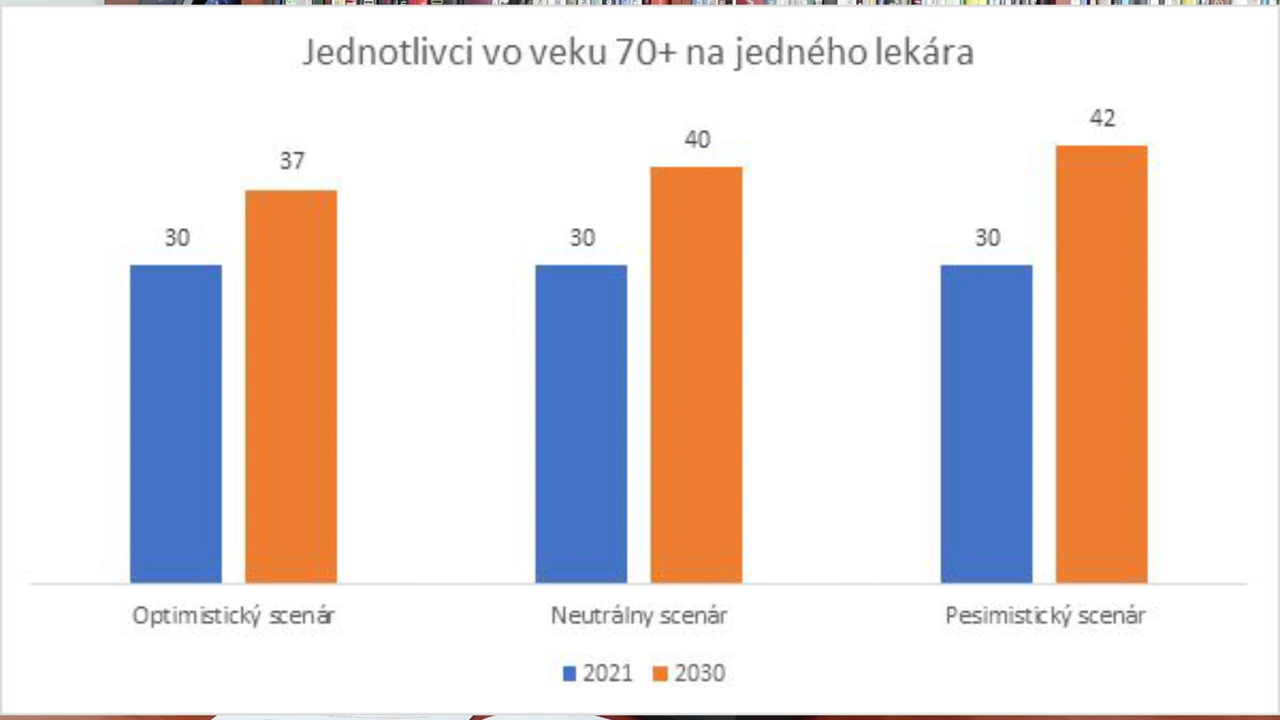 Jednotlivci vo veku 70+ na jedného lekára
30 37 30 40 30 42
Optimistický scenár Neutrálny scenár Pesimistický scenár
2021 2030